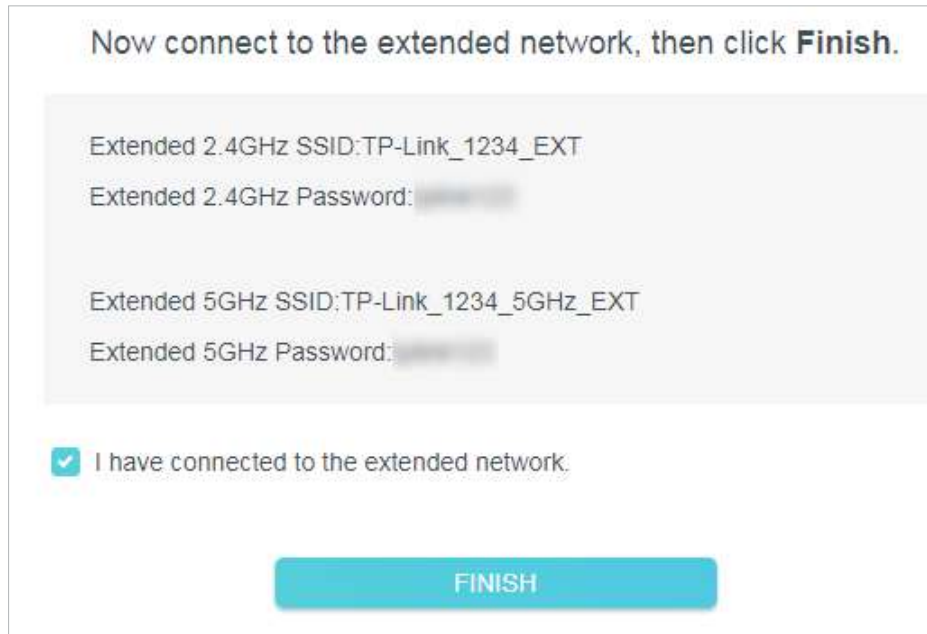 Now connect to the extended network, then click Finish.
Extended 2.4GHz SSID:TP-Link_1234_EXT
Extended 2.4GHz Password:
Extended 5GHz SSID:TP-Link_1234_5GHz_EXT
Extended 5GHz Password:
I have connected to the extended network.
FINISH